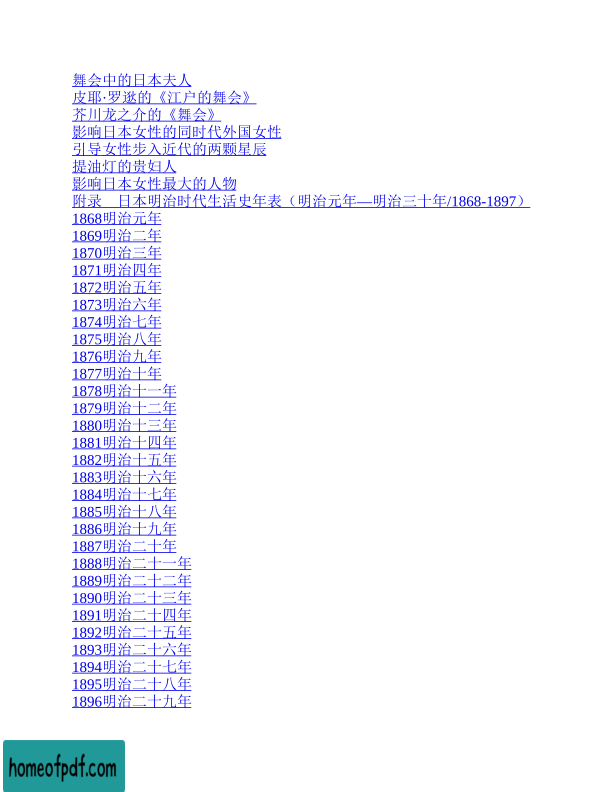 舞会中的日本夫人
皮耶·罗逖的《江户的舞会》
芥川龙之介的《舞会》
影响日本女性的同时代外国女性
引导女性步入近代的两颗星辰
提油灯的贵妇人
影响日本女性最大的人物
附录　日本明治时代生活史年表（明治元年—明治三十年/1868-1897）
1868明治元年
1869明治二年
1870明治三年
1871明治四年
1872明治五年
1873明治六年
1874明治七年
1875明治八年
1876明治九年
1877明治十年
1878明治十一年
1879明治十二年
1880明治十三年
1881明治十四年
1882明治十五年
1883明治十六年
1884明治十七年
1885明治十八年
1886明治十九年
1887明治二十年
1888明治二十一年
1889明治二十二年
1890明治二十三年
1891明治二十四年
1892明治二十五年
1893明治二十六年
1894明治二十七年
1895明治二十八年
1896明治二十九年
homeofpdf.com